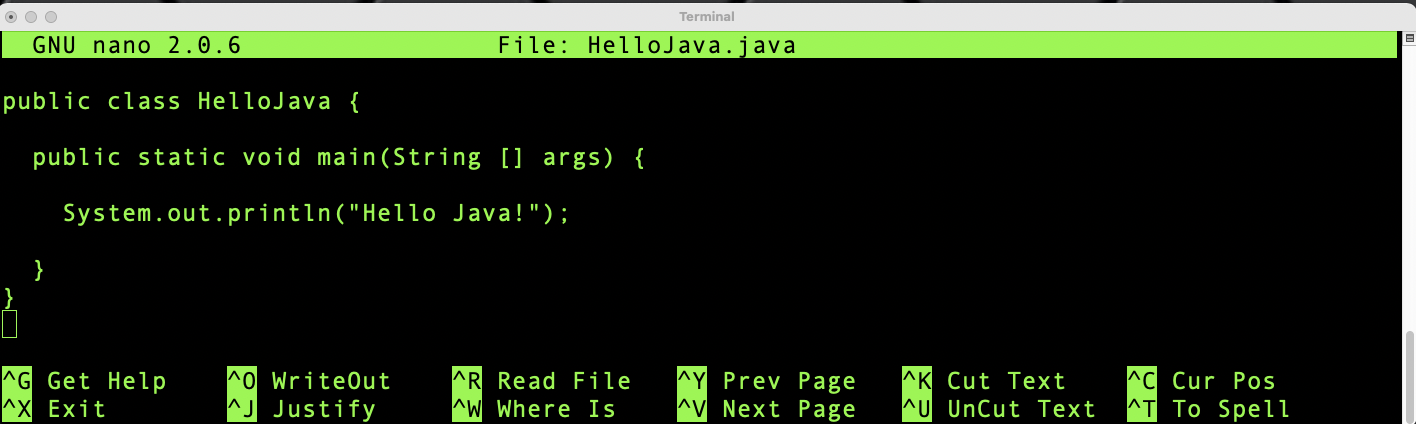 Terminal
GNU nano 2.0.6 File: HelloJava.java
public class HelloJava {
public static void main(String [] args) {
System.out.println("Hello Java!");
}
}
^G Get Help ^O WriteOut ^R Read File ^Y Prev Page ^K Cut Text ^C Cur Pos
^X Exit ^J Justify ^W Where Is ^V Next Page ^U UnCut Text ^T To Spell